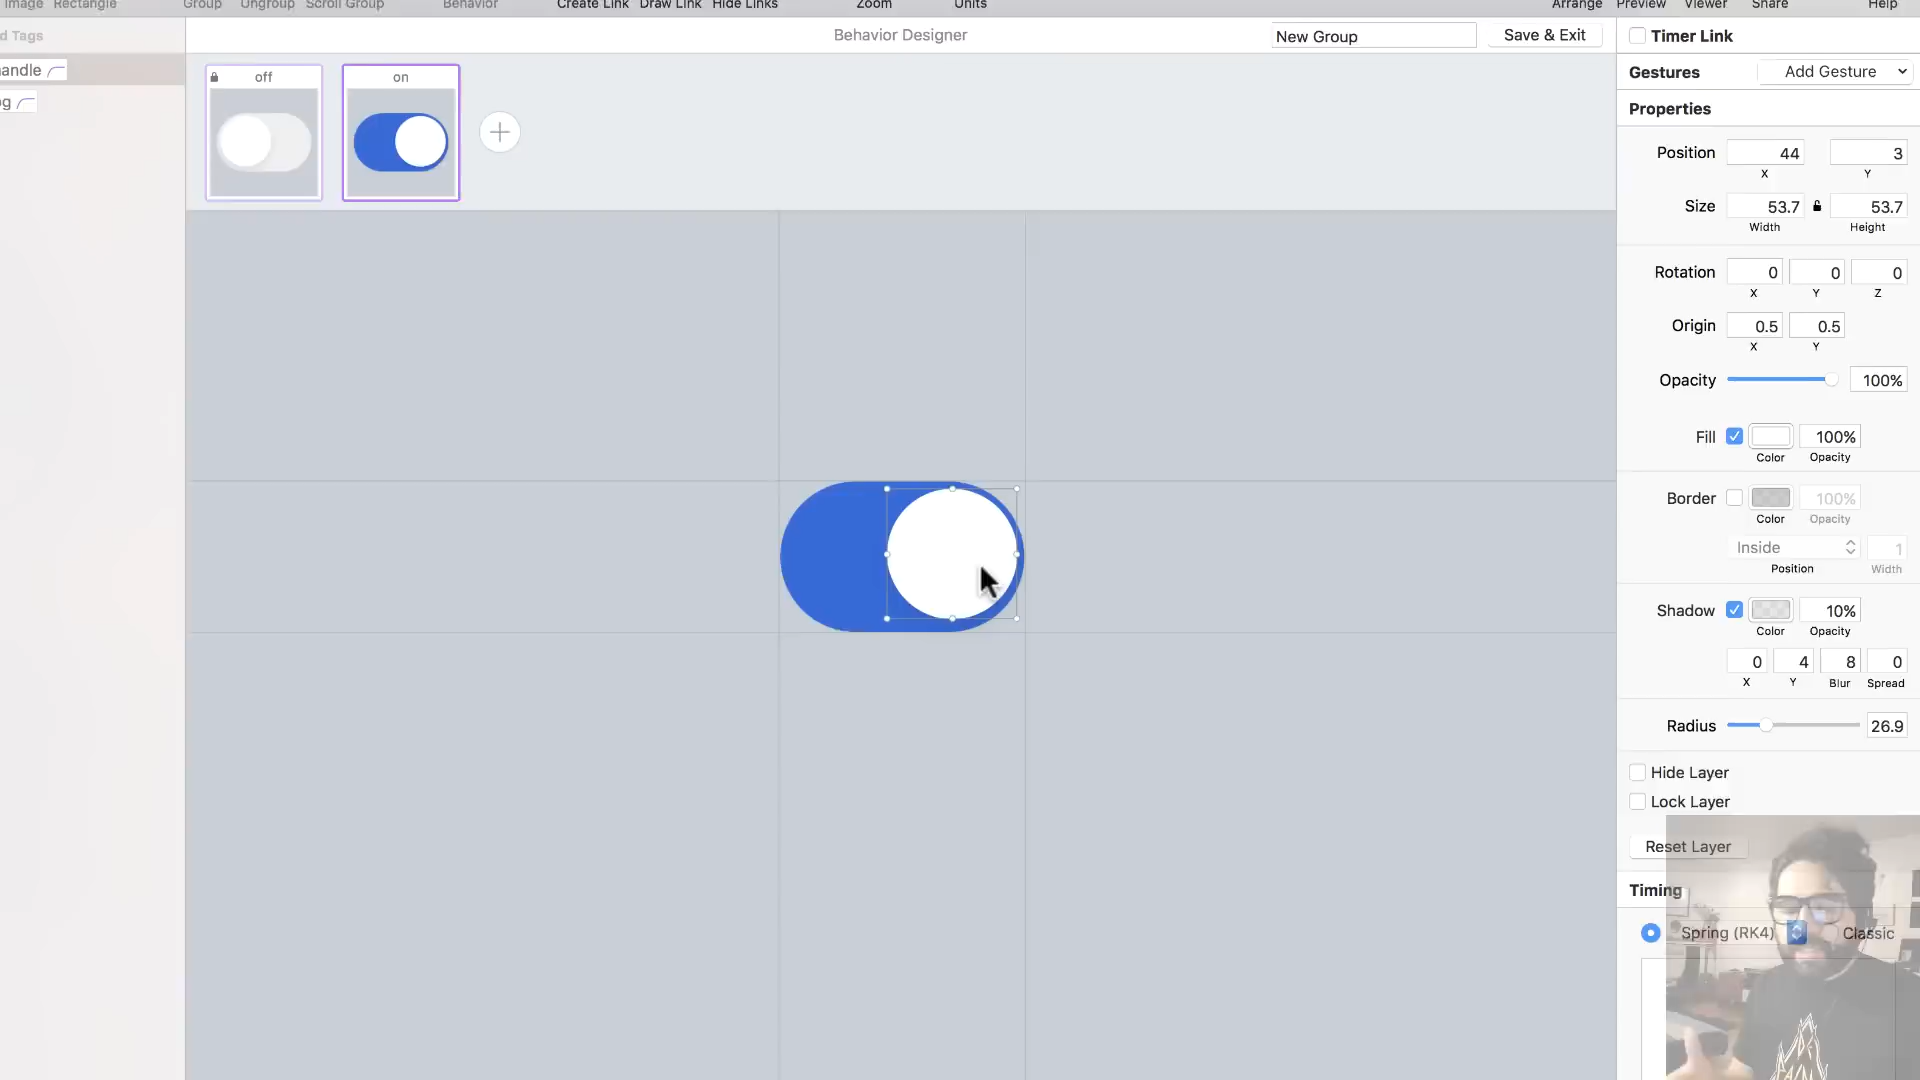 Image Rectangle Group Ungroup Scroll Group Behavior Create Link Draw Link Hide Links Zoom Units Arrange Preview Viewer Share Help
d Tags
Behavior Designer
New Group
Save & Exit
Timer Link
andle
off
on
Gestures
Add Gesture
g
Properties
Position 44 3
X Y
Size 53.7 53.7
Width Height
Rotation 0 0 0
X Y Z
Origin 0.5 0.5
X Y
Opacity 100%
Fill 100%
Color Opacity
Border 100%
Color Opacity
Inside 1
Position Width
Shadow 10%
Color Opacity
0 4 8 0
X Y Blur Spread
Radius 26.9
Hide Layer
Lock Layer
Reset Layer
Timing
Spring (RK4) Classic